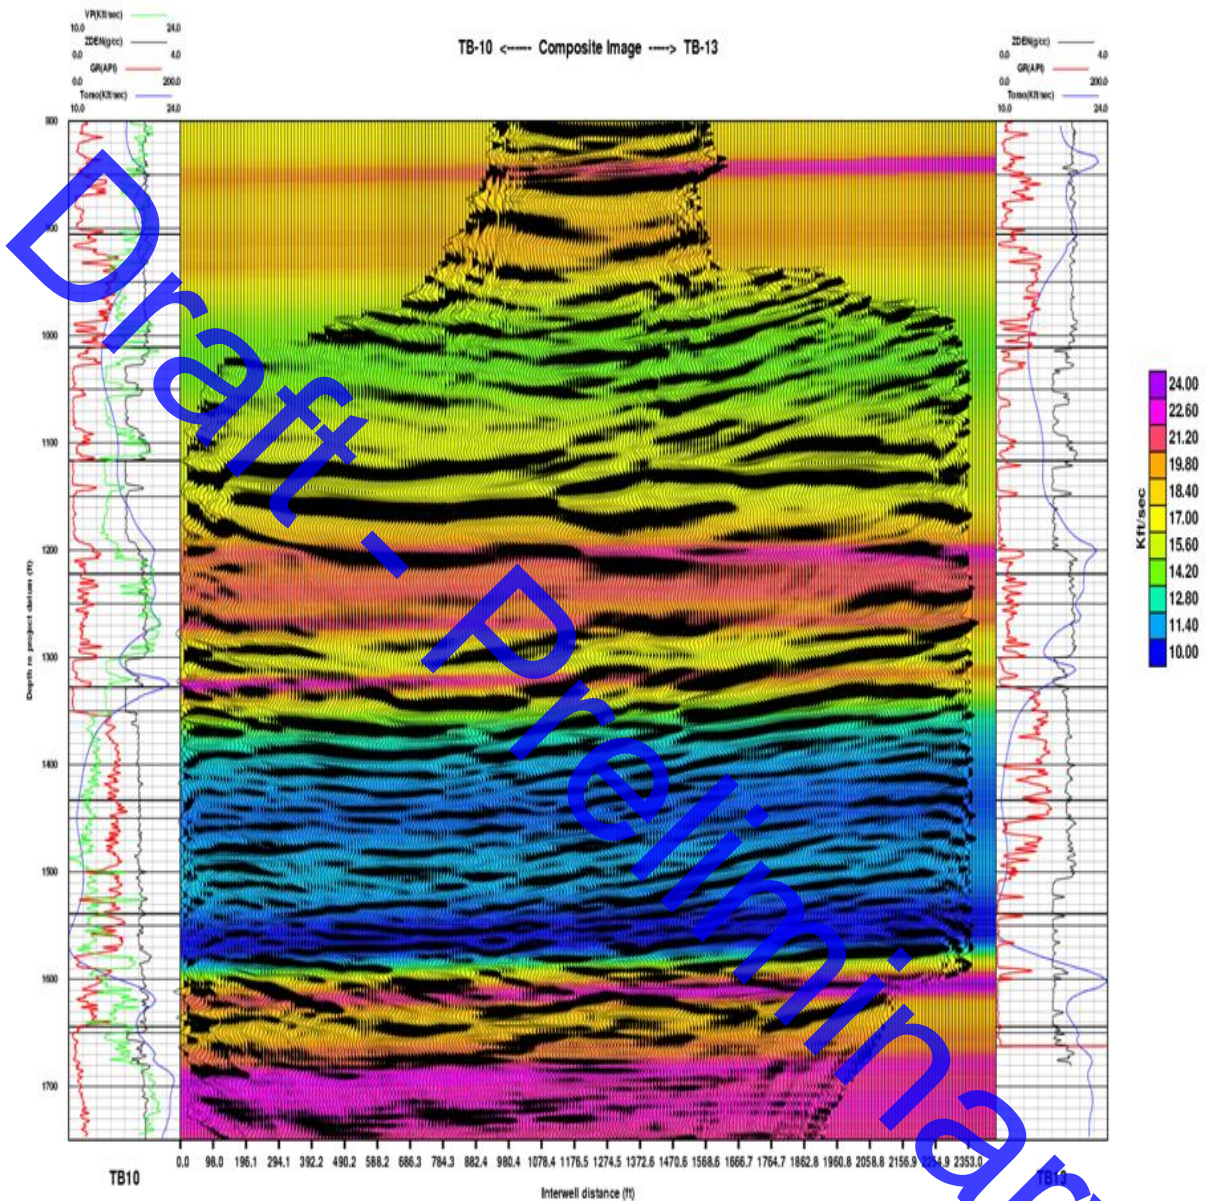 VP(Kft/sec)
10.0 24.0
ZDEN(g/cc)
0.0 4.0
GR(API)
0.0 200.0
Tomo(Kft/sec)
10.0 24.0
TB-10 <----- Composite Image -----> TB-13
ZDEN(g/cc)
0.0 4.0
GR(API)
0.0 200.0
Tomo(Kft/sec)
10.0 24.0
800
900
1000
1100
1200
1300
1400
1500
1600
1700
Depth re project datum (ft)
24.00
22.60
21.20
19.80
18.40
17.00
15.60
14.20
12.80
11.40
10.00
Kft/sec
Draft - Preliminar
0.0 98.0 196.1 294.1 392.2 490.2 588.2 686.3 784.3 882.4 980.4 1078.4 1176.5 1274.5 1372.6 1470.6 1568.6 1666.7 1764.7 1862.8 1960.8 2058.8 2156.9 2254.9 2353.0
TB10
TB13
Interwell distance (ft)